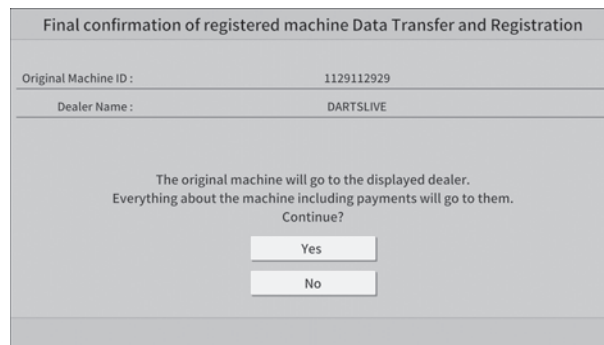 Final confirmation of registered machine Data Transfer and Registration
Original Machine ID : 1129112929
Dealer Name : DARTSLIVE
The original machine will go to the displayed dealer.
Everything about the machine including payments will go to them.
Continue?
Yes
No